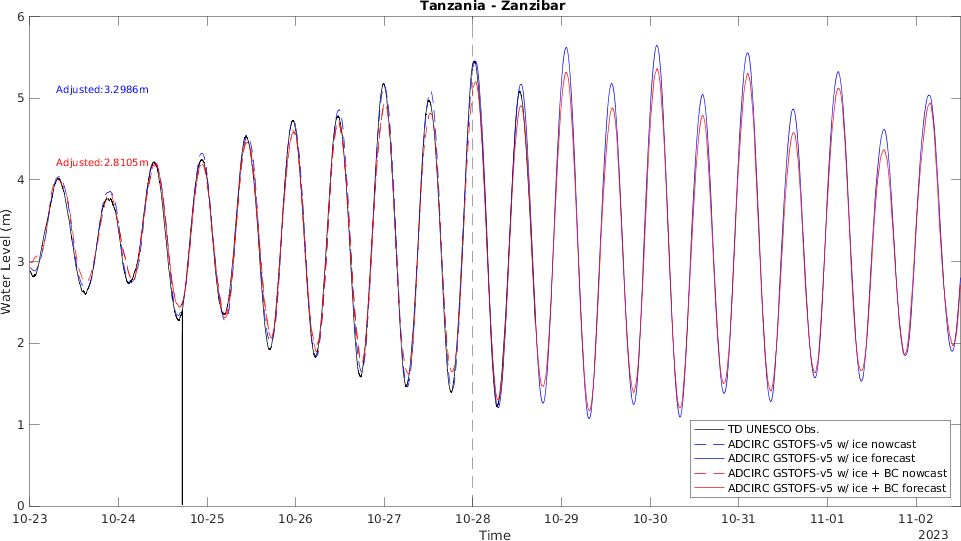 Tanzania - Zanzibar
6
5
4
3
2
1
0
Water Level (m)
Adjusted:3.2986m
Adjusted:2.8105m
TD UNESCO Obs.
ADCIRC GSTOFS-v5 w/ ice nowcast
ADCIRC GSTOFS-v5 w/ ice forecast
ADCIRC GSTOFS-v5 w/ ice + BC nowcast
ADCIRC GSTOFS-v5 w/ ice + BC forecast
10-23 10-24 10-25 10-26 10-27 10-28 10-29 10-30 10-31 11-01 11-02
Time
2023